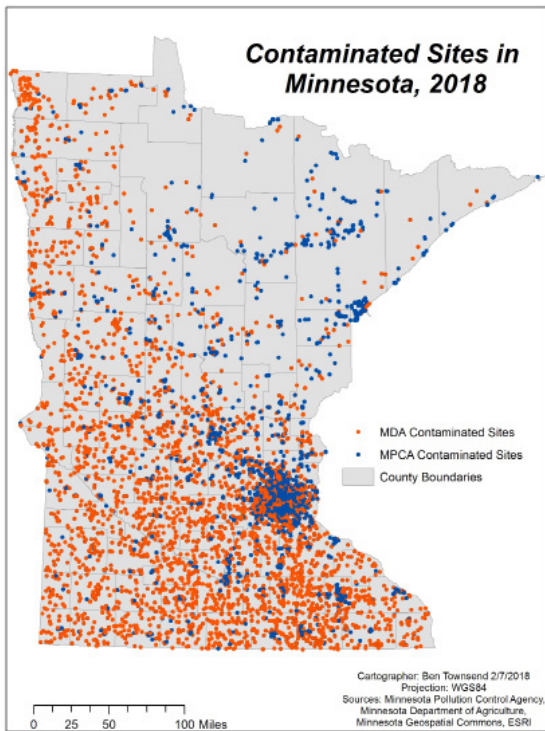 Contaminated Sites in
Minnesota, 2018
MDA Contaminated Sites
MPCA Contaminated Sites
County Boundaries
Cartographer: Ben Townsend 2/7/2018
Projection: WGS84
Sources: Minnesota Pollution Control Agency,
Minnesota Department of Agriculture,
Minnesota Geospatial Commons, ESRI
0 25 50 100 Miles